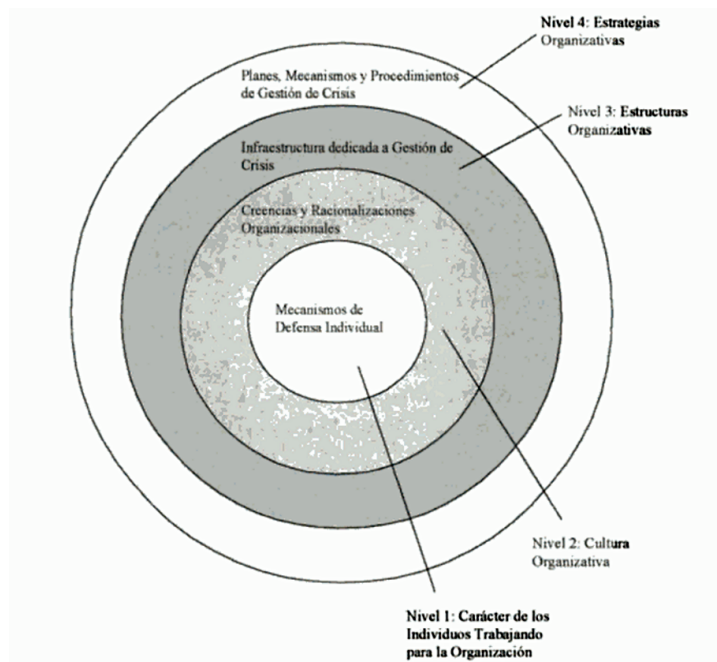 Nivel 4: Estrategias
Organizativas
Planes, Mecanismos y Procedimientos
de Gestión de Crisis
Nivel 3: Estructuras
Organizativas
Infraestructura dedicada a Gestión de
Crisis
Creencias y Racionalizaciones
Organizacionales
Mecanismos de
Defensa Individual
Nivel 2: Cultura
Organizativa
Nivel 1: Carácter de los
Individuos Trabajando
para la Organización